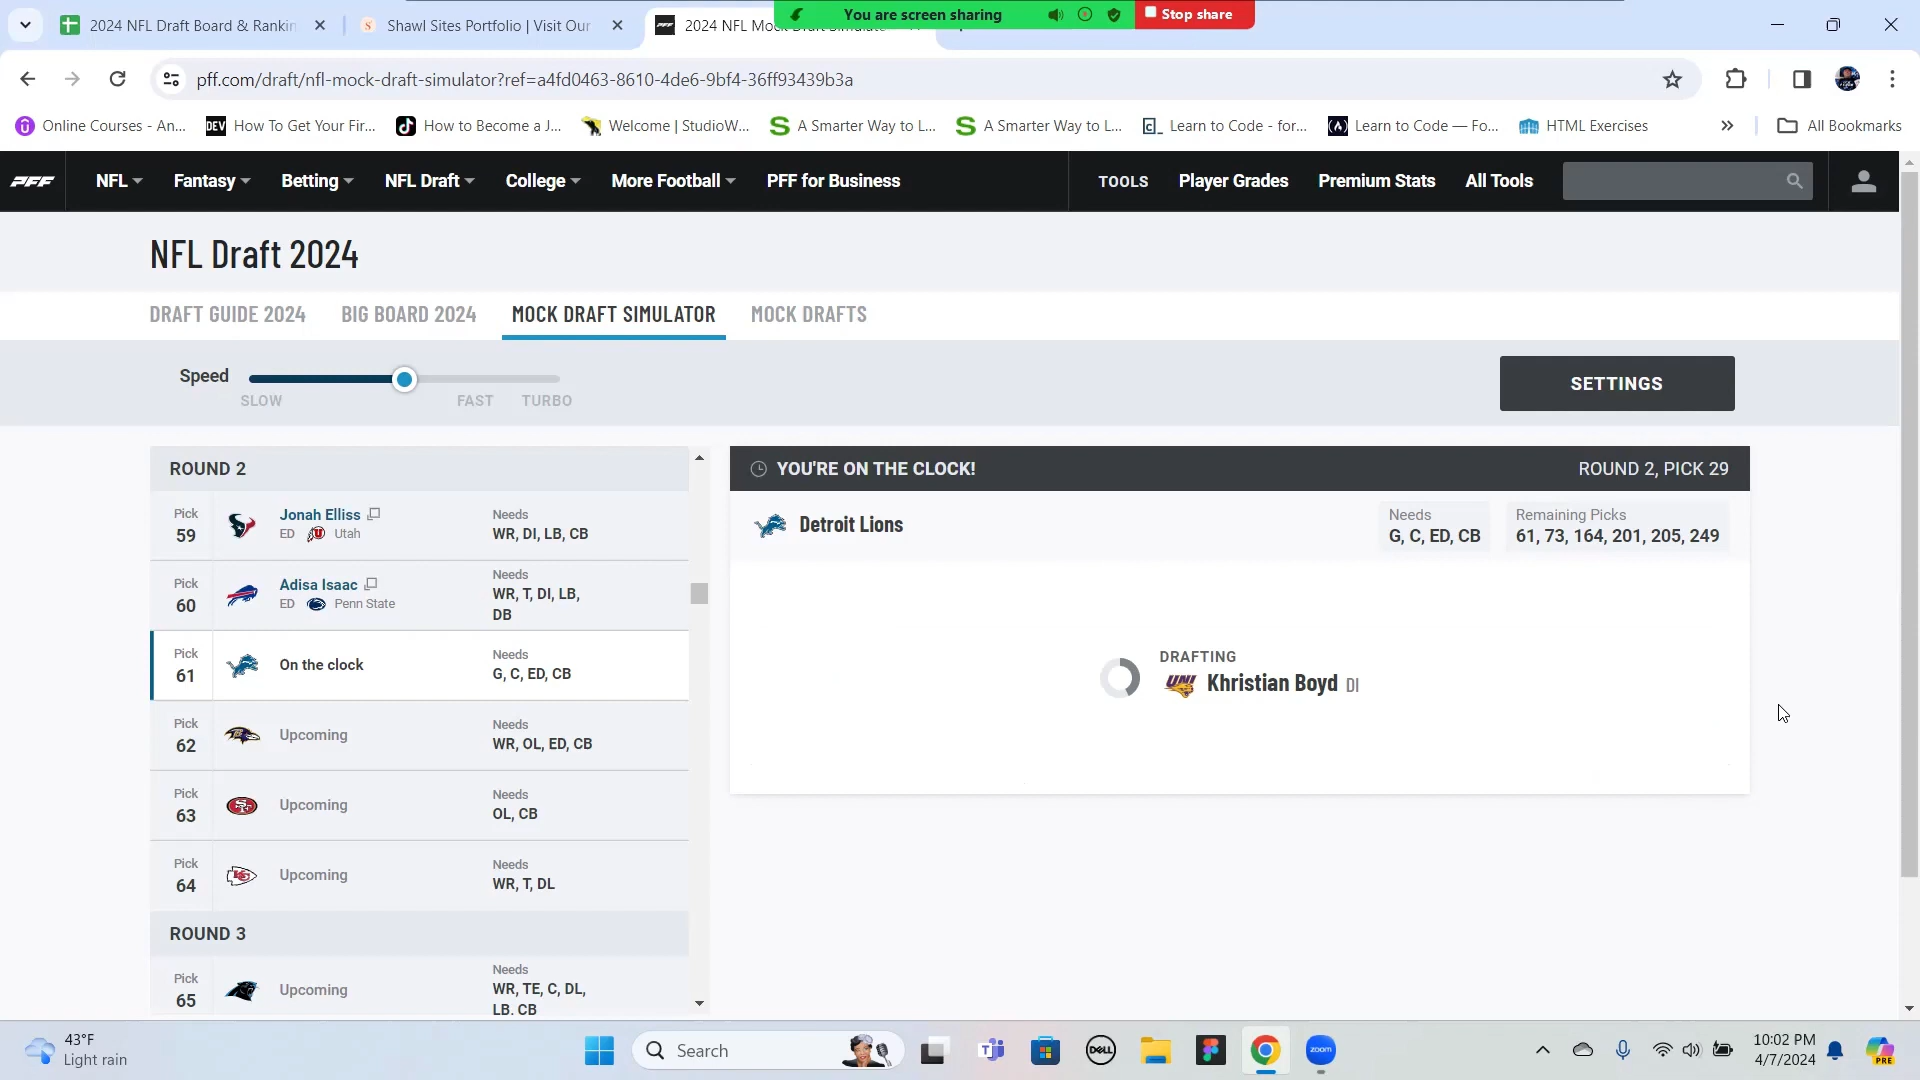 2024 NFL Draft Board & Rankin
Shawl Sites Portfolio | Visit Our
2024 NFL Mock Draft Simulate
You are screen sharing
Stop share
pff.com/draft/nfl-mock-draft-simulator?ref=a4fd0463-8610-4de6-9bf4-36ff93439b3a
Online Courses - An...
DEV
How To Get Your Fir...
How to Become a J...
Welcome | StudioW...
A Smarter Way to L...
A Smarter Way to L...
Learn to Code - for...
Learn to Code — Fo...
HTML Exercises
All Bookmarks
PFF
NFL
Fantasy
Betting
NFL Draft
College
More Football
PFF for Business
TOOLS
Player Grades
Premium Stats
All Tools
NFL Draft 2024
DRAFT GUIDE 2024
BIG BOARD 2024
MOCK DRAFT SIMULATOR
MOCK DRAFTS
Speed
SLOW
FAST
TURBO
SETTINGS
ROUND 2
Pick
59
Jonah Elliss
ED
Utah
Needs
WR, DI, LB, CB
Pick
60
Adisa Isaac
ED
Penn State
Needs
WR, T, DI, LB,
DB
Pick
61
On the clock
Needs
G, C, ED, CB
Pick
62
Upcoming
Needs
WR, OL, ED, CB
Pick
63
Upcoming
Needs
OL, CB
Pick
64
Upcoming
Needs
WR, T, DL
ROUND 3
Pick
65
Upcoming
Needs
WR, TE, C, DL,
LB, CB
YOU'RE ON THE CLOCK!
ROUND 2, PICK 29
Detroit Lions
Needs
G, C, ED, CB
Remaining Picks
61, 73, 164, 201, 205, 249
DRAFTING
UNI
Khristian Boyd DI
43°F
Light rain
Search
DELL
zoom
10:02 PM
4/7/2024
PRE